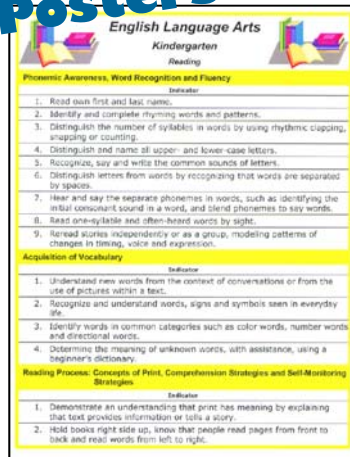 Posters
English Language Arts
Kindergarten
Reading
Phonemic Awareness, Word Recognition and Fluency
Indicator
1. Read own first and last name.
2. Identify and complete rhyming words and patterns.
3. Distinguish the number of syllables in words by using rhythmic clapping,
snapping or counting.
4. Distinguish and name all upper- and lower-case letters.
5. Recognize, say and write the common sounds of letters.
6. Distinguish letters from words by recognizing that words are separated
by spaces.
7. Hear and say the separate phonemes in words, such as identifying the
initial consonant sound in a word, and blend phonemes to say words.
8. Read one-syllable and often-heard words by sight.
9. Reread stories independently or as a group, modeling patterns of
changes in timing, voice and expression.
Acquisition of Vocabulary
Indicator
1. Understand new words from the context of conversations or from the
use of pictures within a text.
2. Recognize and understand words, signs and symbols seen in everyday
life.
3. Identify words in common categories such as color words, number words
and directional words.
4. Determine the meaning of unknown words, with assistance, using a
beginner's dictionary.
Reading Process: Concepts of Print, Comprehension Strategies and Self-Monitoring
Strategies
Indicator
1. Demonstrate an understanding that print has meaning by explaining
that text provides information or tells a story.
2. Hold books right side up, know that people read pages from front to
back and read words from left to right.